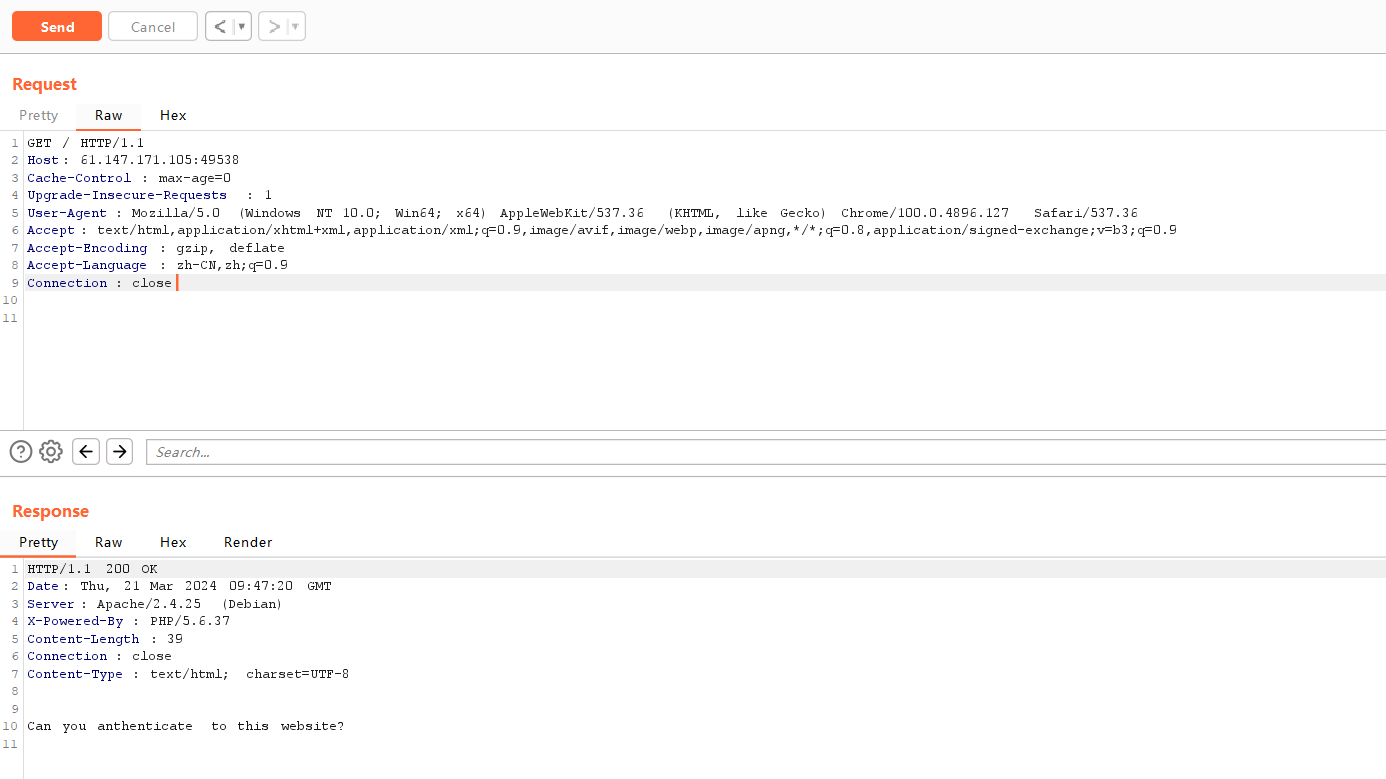 Send Cancel < ▼ > ▼
Request
Pretty Raw Hex
1 GET / HTTP/1.1
2 Host: 61.147.171.105:49538
3 Cache-Control: max-age=0
4 Upgrade-Insecure-Requests: 1
5 User-Agent: Mozilla/5.0 (Windows NT 10.0; Win64; x64) AppleWebKit/537.36 (KHTML, like Gecko) Chrome/100.0.4896.127 Safari/537.36
6 Accept: text/html,application/xhtml+xml,application/xml;q=0.9,image/avif,image/webp,image/apng,*/*;q=0.8,application/signed-exchange;v=b3;q=0.9
7 Accept-Encoding: gzip, deflate
8 Accept-Language: zh-CN,zh;q=0.9
9 Connection: close
10
11
Search...
Response
Pretty Raw Hex Render
1 HTTP/1.1 200 OK
2 Date: Thu, 21 Mar 2024 09:47:20 GMT
3 Server: Apache/2.4.25 (Debian)
4 X-Powered-By: PHP/5.6.37
5 Content-Length: 39
6 Connection: close
7 Content-Type: text/html; charset=UTF-8
8
9
10 Can you anthenticate to this website?
11